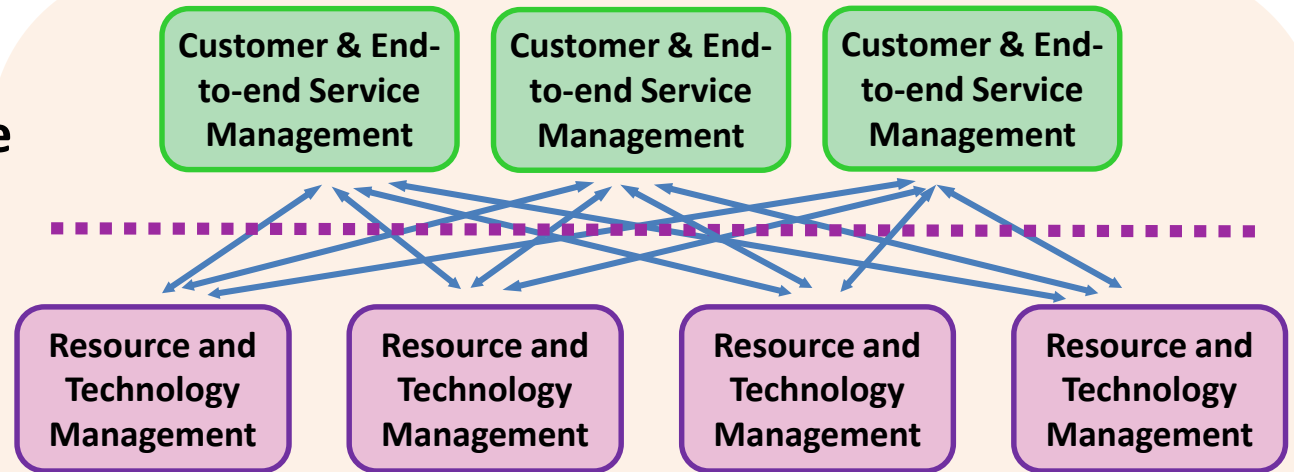 Customer & End-
to-end Service
Management
Customer & End-
to-end Service
Management
Customer & End-
to-end Service
Management
e
Resource and
Technology
Management
Resource and
Technology
Management
Resource and
Technology
Management
Resource and
Technology
Management